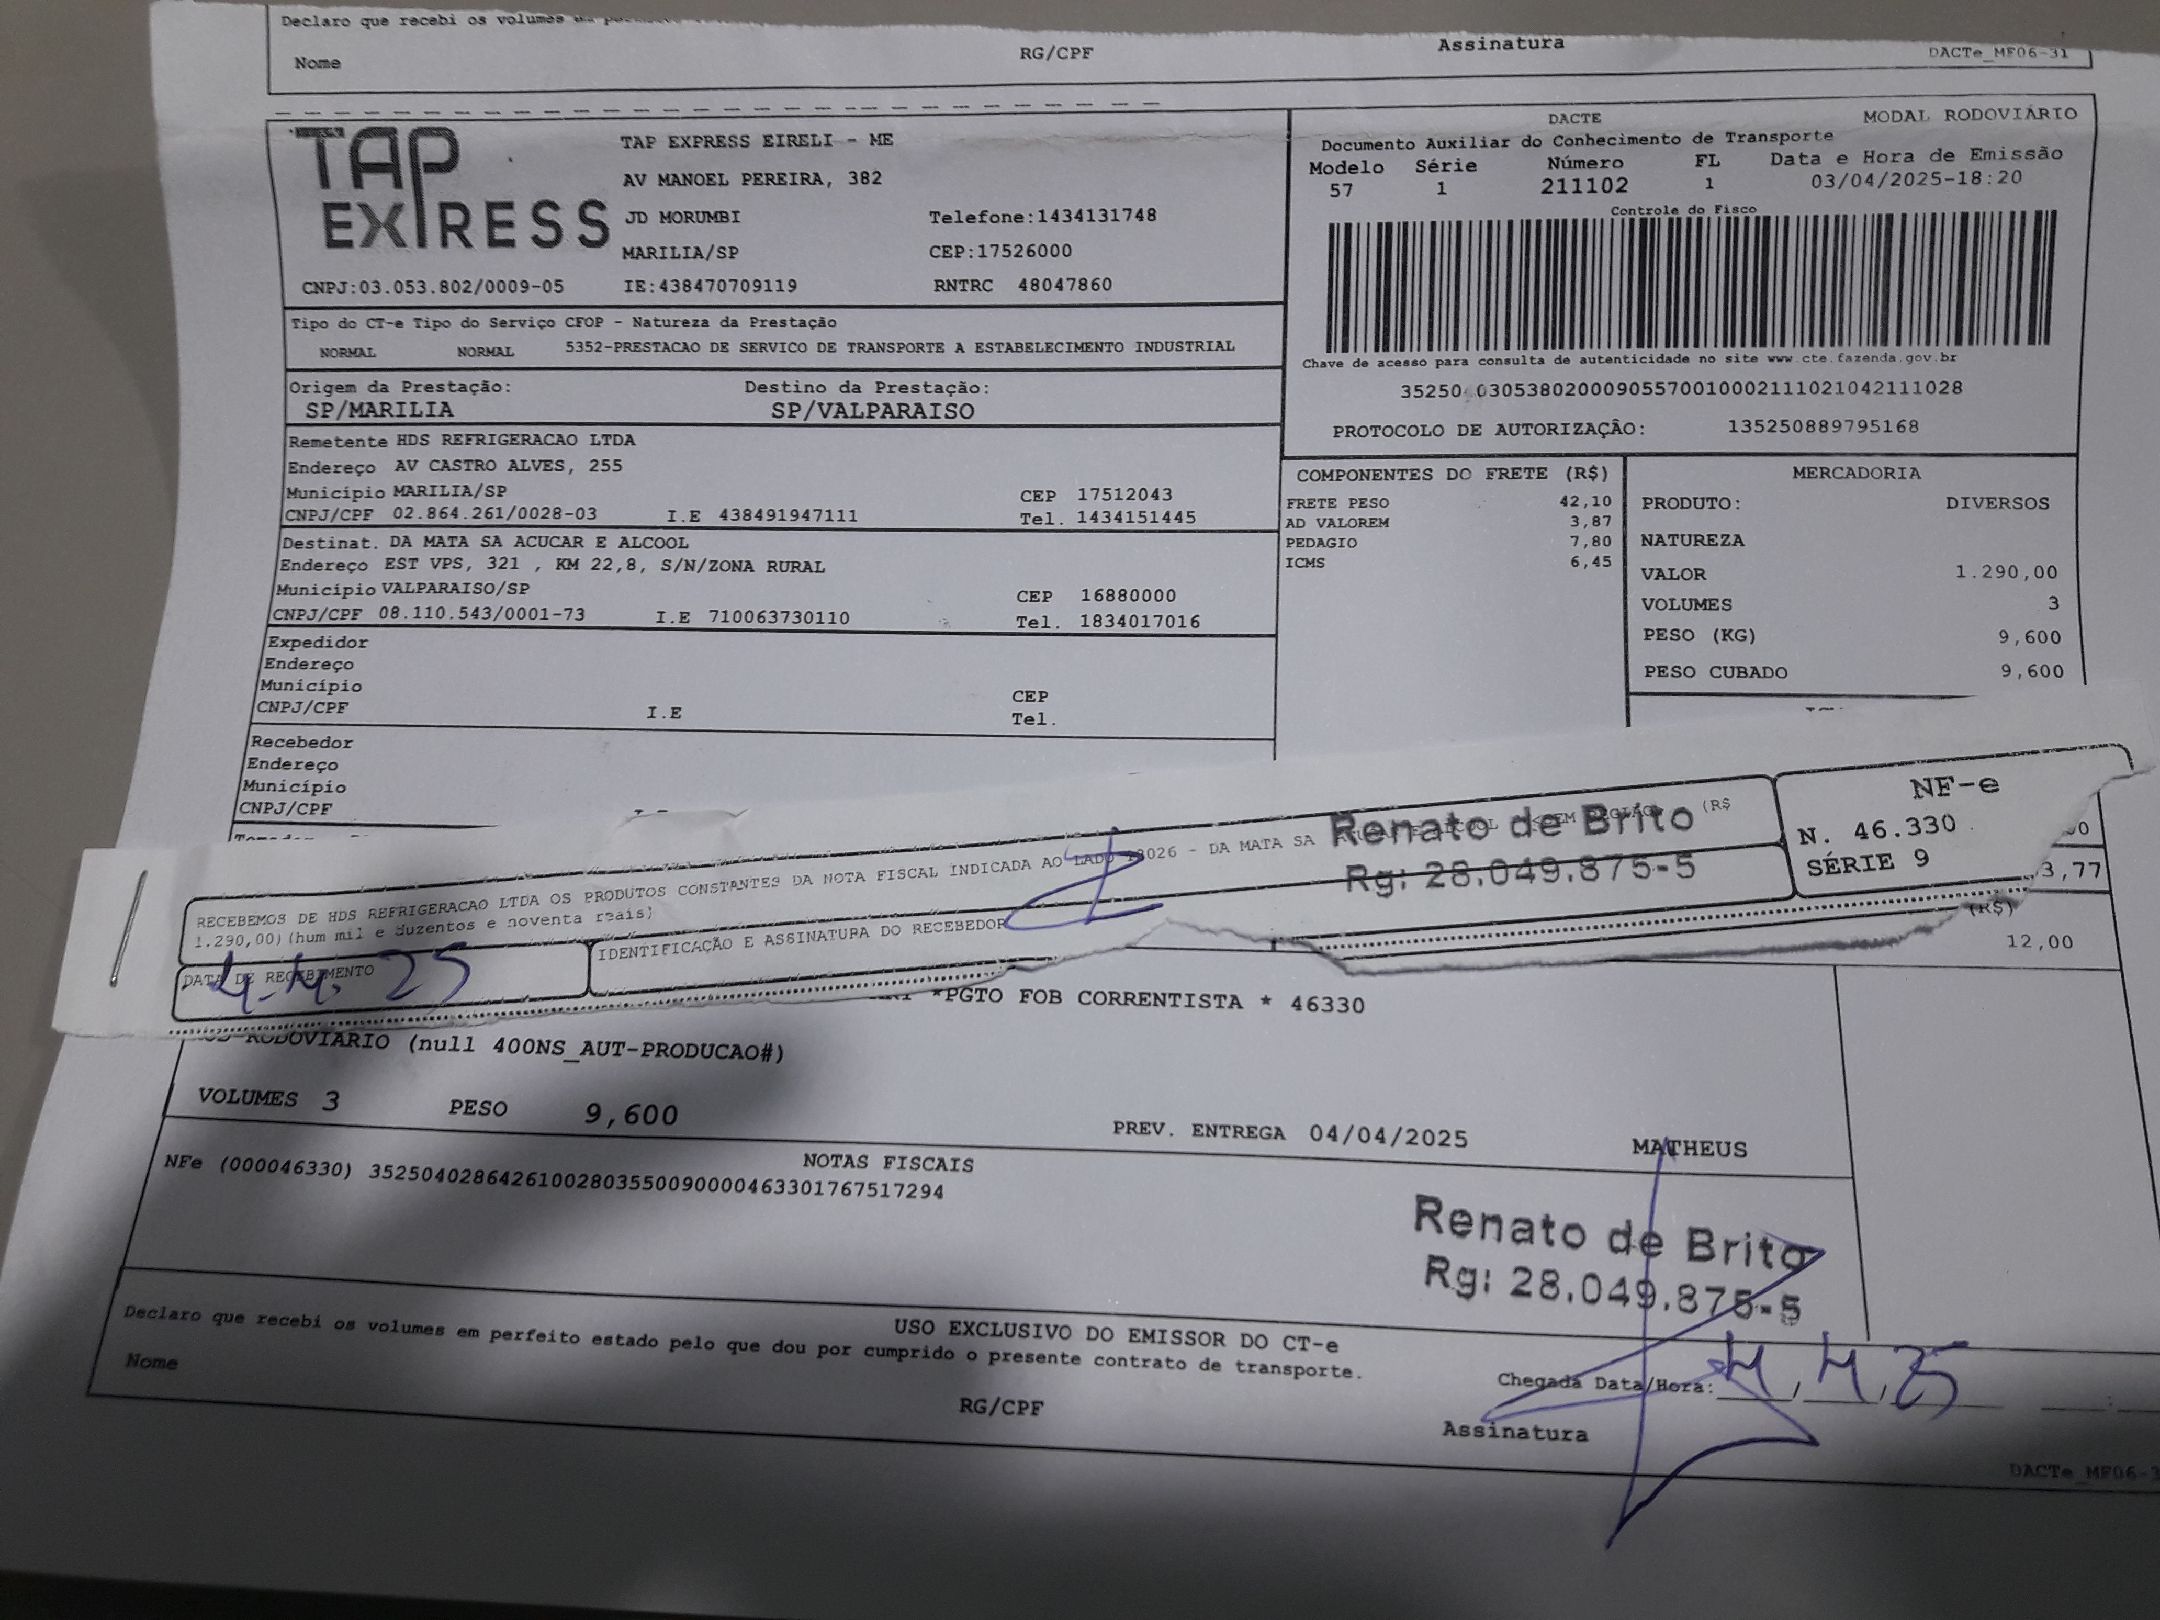 Declaro que recebi os volumes
Nome RG/CPF Assinatura DACTe_MF06-31
TAP EXPRESS
TAP EXPRESS EIRELI - ME
AV MANOEL PEREIRA, 382
JD MORUMBI Telefone:1434131748
MARILIA/SP CEP:17526000
CNPJ:03.053.802/0009-05 IE:438470709119 RNTRC 48047860
DACTE MODAL RODOVIÁRIO
Documento Auxiliar do Conhecimento de Transporte
Modelo Série Número FL Data e Hora de Emissão
57 1 211102 1 03/04/2025-18:20
Controle do Fisco
Chave de acesso para consulta de autenticidade no site www.cte.fazenda.gov.br
35250 03053802000905570010002111021042111028
PROTOCOLO DE AUTORIZAÇÃO: 135250889795168
Tipo do CT-e Tipo do Serviço CFOP - Natureza da Prestação
NORMAL NORMAL 5352-PRESTACAO DE SERVICO DE TRANSPORTE A ESTABELECIMENTO INDUSTRIAL
Origem da Prestação: Destino da Prestação:
SP/MARILIA SP/VALPARAISO
Remetente HDS REFRIGERACAO LTDA
Endereço AV CASTRO ALVES, 255
Município MARILIA/SP CEP 17512043
CNPJ/CPF 02.864.261/0028-03 I.E 438491947111 Tel. 1434151445
Destinat. DA MATA SA ACUCAR E ALCOOL
Endereço EST VPS, 321 , KM 22,8, S/N/ZONA RURAL
Município VALPARAISO/SP CEP 16880000
CNPJ/CPF 08.110.543/0001-73 I.E 710063730110 Tel. 1834017016
Expedidor
Endereço
Município CEP
CNPJ/CPF I.E Tel.
Recebedor
Endereço
Município
CNPJ/CPF
COMPONENTES DO FRETE (R$)
FRETE PESO 42,10
AD VALOREM 3,87
PEDAGIO 7,80
ICMS 6,45
MERCADORIA
PRODUTO: DIVERSOS
NATUREZA
VALOR 1.290,00
VOLUMES 3
PESO (KG) 9,600
PESO CUBADO 9,600
RECEBEMOS DE HDS REFRIGERACAO LTDA OS PRODUTOS CONSTANTES DA NOTA FISCAL INDICADA AO LADO 026 - DA MATA SA (R$
1.290,00)(hum mil e duzentos e noventa reais)
Renato de Brito
Rg: 28.049.875-5
DATA DE RECEBIMENTO IDENTIFICAÇÃO E ASSINATURA DO RECEBEDOR
4.4.25
NF-e
N. 46.330
SÉRIE 9
3,77
(R$)
12,00
*PGTO FOB CORRENTISTA * 46330
RODOVIARIO (null 400NS_AUT-PRODUCAO#)
VOLUMES 3 PESO 9,600 PREV. ENTREGA 04/04/2025 MATHEUS
NOTAS FISCAIS
NFe (000046330) 35250402864261002803550090000463301767517294
Renato de Brito
Rg: 28.049.875-5
USO EXCLUSIVO DO EMISSOR DO CT-e
Declaro que recebi os volumes em perfeito estado pelo que dou por cumprido o presente contrato de transporte.
Chegada Data/Hora: 4/4/25
Nome RG/CPF Assinatura
DACTe_MF06-3